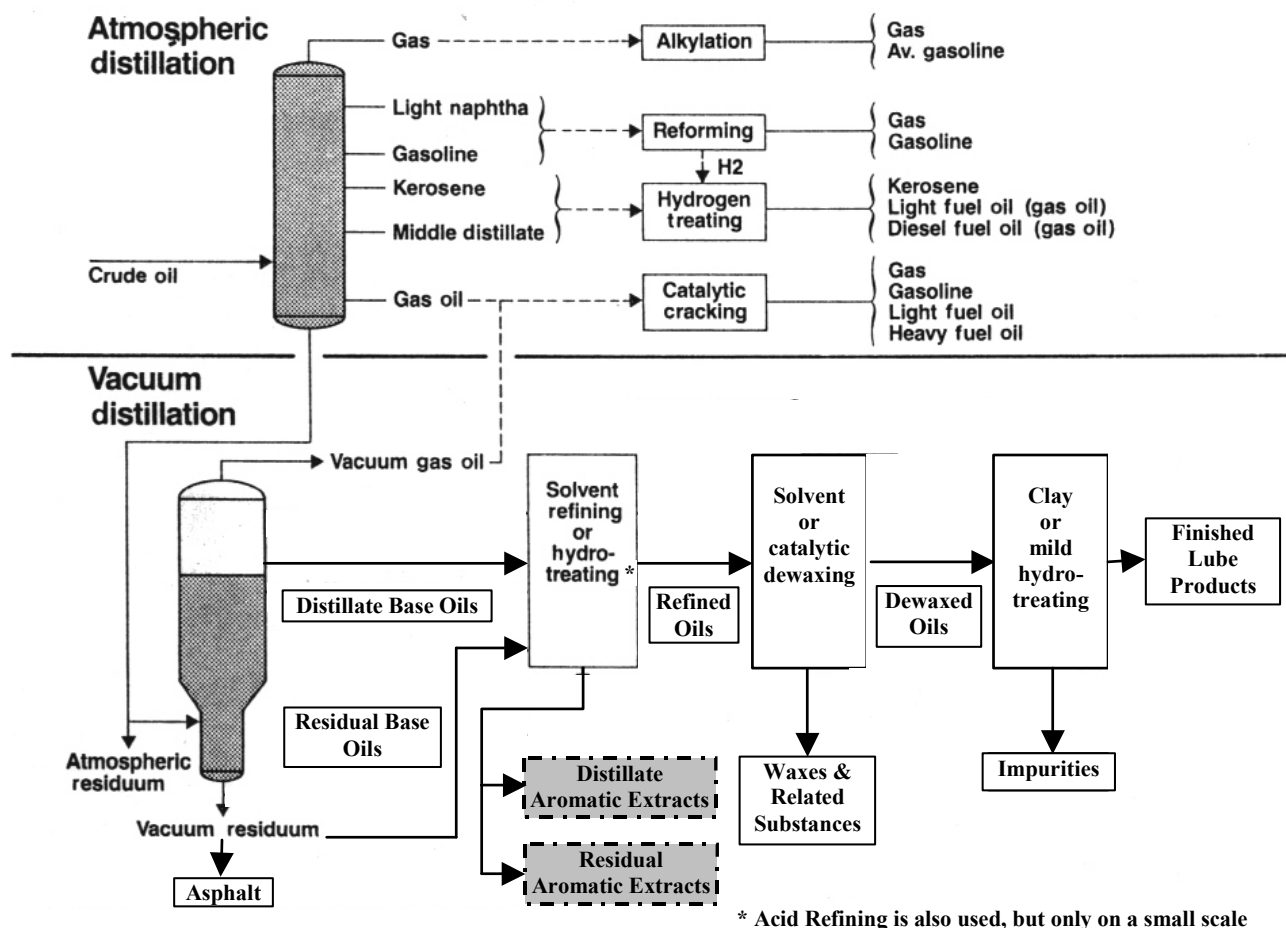 Atmospheric
distillation
Gas
Alkylation
Gas
Av. gasoline
Light naphtha
Gasoline
Reforming
Gas
Gasoline
H2
Kerosene
Middle distillate
Hydrogen
treating
Kerosene
Light fuel oil (gas oil)
Diesel fuel oil (gas oil)
Crude oil
Gas oil
Catalytic
cracking
Gas
Gasoline
Light fuel oil
Heavy fuel oil
Vacuum
distillation
Vacuum gas oil
Solvent
refining
or
hydro-
treating *
Solvent
or
catalytic
dewaxing
Clay
or
mild
hydro-
treating
Finished
Lube
Products
Distillate Base Oils
Refined
Oils
Dewaxed
Oils
Residual Base
Oils
Atmospheric
residuum
Vacuum residuum
Asphalt
Distillate
Aromatic Extracts
Residual
Aromatic Extracts
Waxes &
Related
Substances
Impurities
* Acid Refining is also used, but only on a small scale